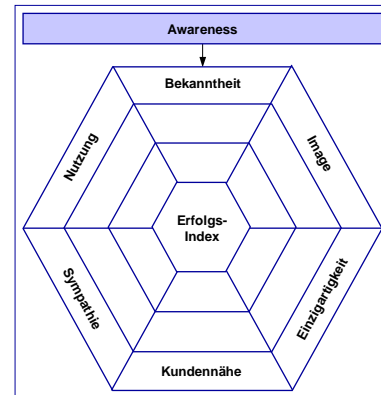 Awareness
Bekanntheit
Nutzung
Image
Erfolgs-
Index
Sympathie
Einzigartigkeit
Kundennähe